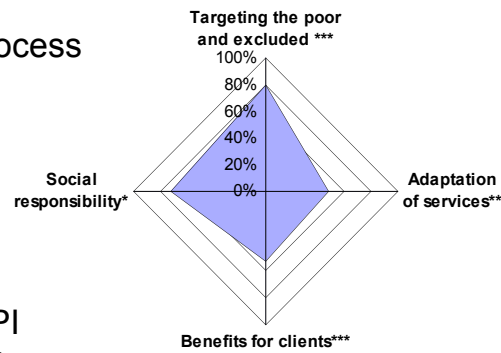 Targeting the poor
and excluded ***
ocess
100%
80%
60%
40%
20%
0%
Social
responsibility*
Adaptation
of services**
PI
Benefits for clients***